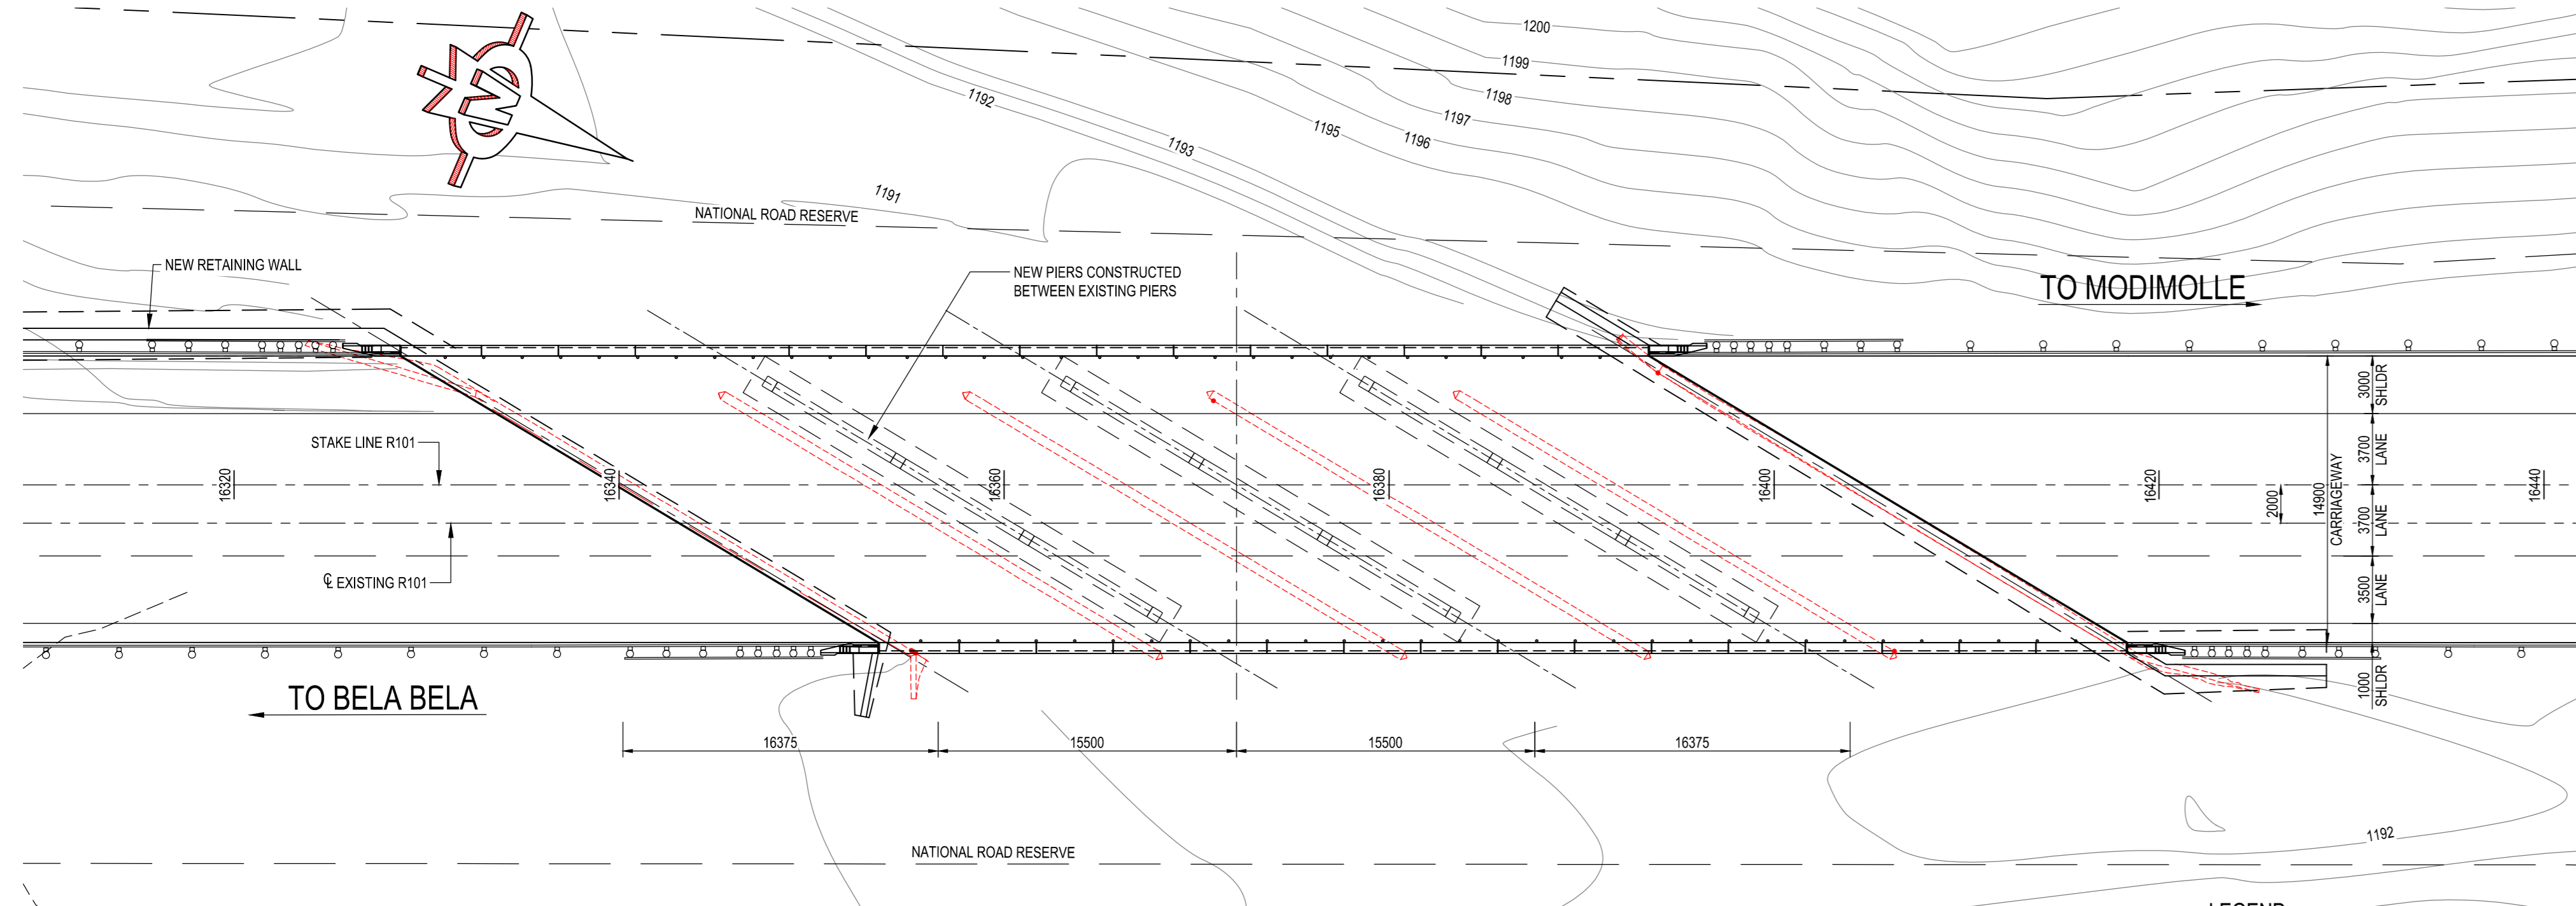 1200
1199
1198
1197
1196
1195
1192
1193
1191
NATIONAL ROAD RESERVE
N
NEW RETAINING WALL
NEW PIERS CONSTRUCTED
BETWEEN EXISTING PIERS
TO MODIMOLLE
STAKE LINE R101
16320
16340
16360
16380
16400
16420
16440
℄ EXISTING R101
3000
SHLDR
3700
LANE
3700
LANE
3500
LANE
1000
SHLDR
2000
14900
CARRIAGEWAY
TO BELA BELA
16375
15500
15500
16375
NATIONAL ROAD RESERVE
1192